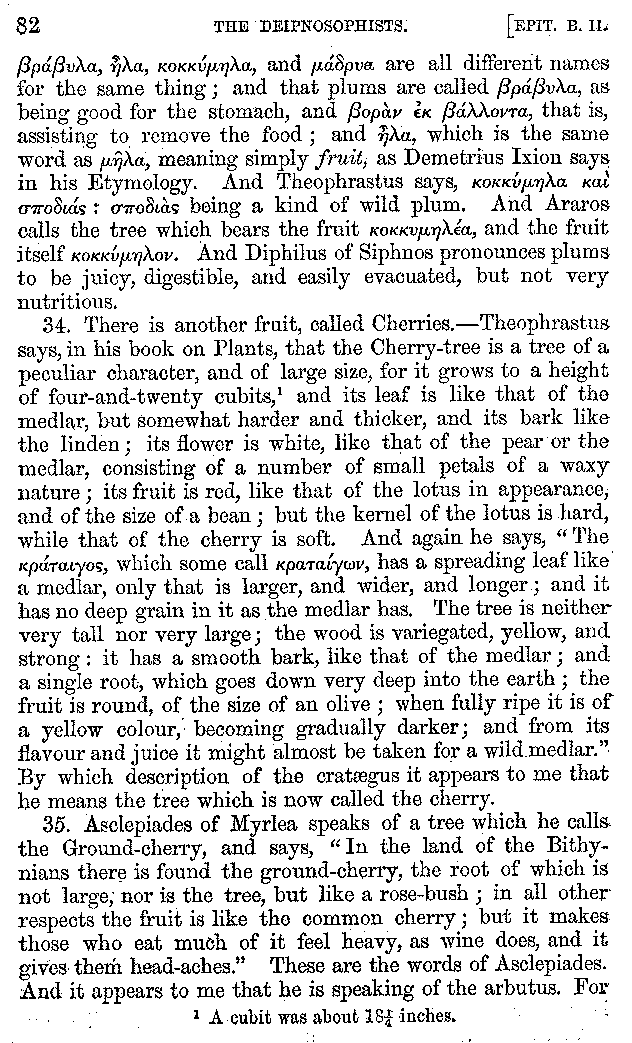 82 THE DEIPNOSOPHISTS. [EPIT. B. II.
βράβυλα, ἦλα, κοκκύμηλα, and μάδρυα are all different names
for the same thing; and that plums are called βράβυλα, as
being good for the stomach, and βορὰν ἐκ βάλλοντα, that is,
assisting to remove the food; and ἦλα, which is the same
word as μῆλα, meaning simply fruit, as Demetrius Ixion says
in his Etymology. And Theophrastus says, κοκκύμηλα καὶ
σποδιάς: σποδιὰς being a kind of wild plum. And Araros
calls the tree which bears the fruit κοκκυμηλέα, and the fruit
itself κοκκύμηλον. And Diphilus of Siphnos pronounces plums
to be juicy, digestible, and easily evacuated, but not very
nutritious.
34. There is another fruit, called Cherries.—Theophrastus
says, in his book on Plants, that the Cherry-tree is a tree of a
peculiar character, and of large size, for it grows to a height
of four-and-twenty cubits,¹ and its leaf is like that of the
medlar, but somewhat harder and thicker, and its bark like
the linden; its flower is white, like that of the pear or the
medlar, consisting of a number of small petals of a waxy
nature; its fruit is red, like that of the lotus in appearance,
and of the size of a bean; but the kernel of the lotus is hard,
while that of the cherry is soft. And again he says, "The
κράταιγος, which some call κραταίγων, has a spreading leaf like
a medlar, only that is larger, and wider, and longer; and it
has no deep grain in it as the medlar has. The tree is neither
very tall nor very large; the wood is variegated, yellow, and
strong: it has a smooth bark, like that of the medlar; and
a single root, which goes down very deep into the earth; the
fruit is round, of the size of an olive; when fully ripe it is of
a yellow colour, becoming gradually darker; and from its
flavour and juice it might almost be taken for a wild medlar."
By which description of the cratægus it appears to me that
he means the tree which is now called the cherry.
35. Asclepiades of Myrlea speaks of a tree which he calls
the Ground-cherry, and says, "In the land of the Bithy-
nians there is found the ground-cherry, the root of which is
not large, nor is the tree, but like a rose-bush; in all other
respects the fruit is like the common cherry; but it makes
those who eat much of it feel heavy, as wine does, and it
gives them head-aches." These are the words of Asclepiades.
And it appears to me that he is speaking of the arbutus. For
¹ A cubit was about 18¼ inches.